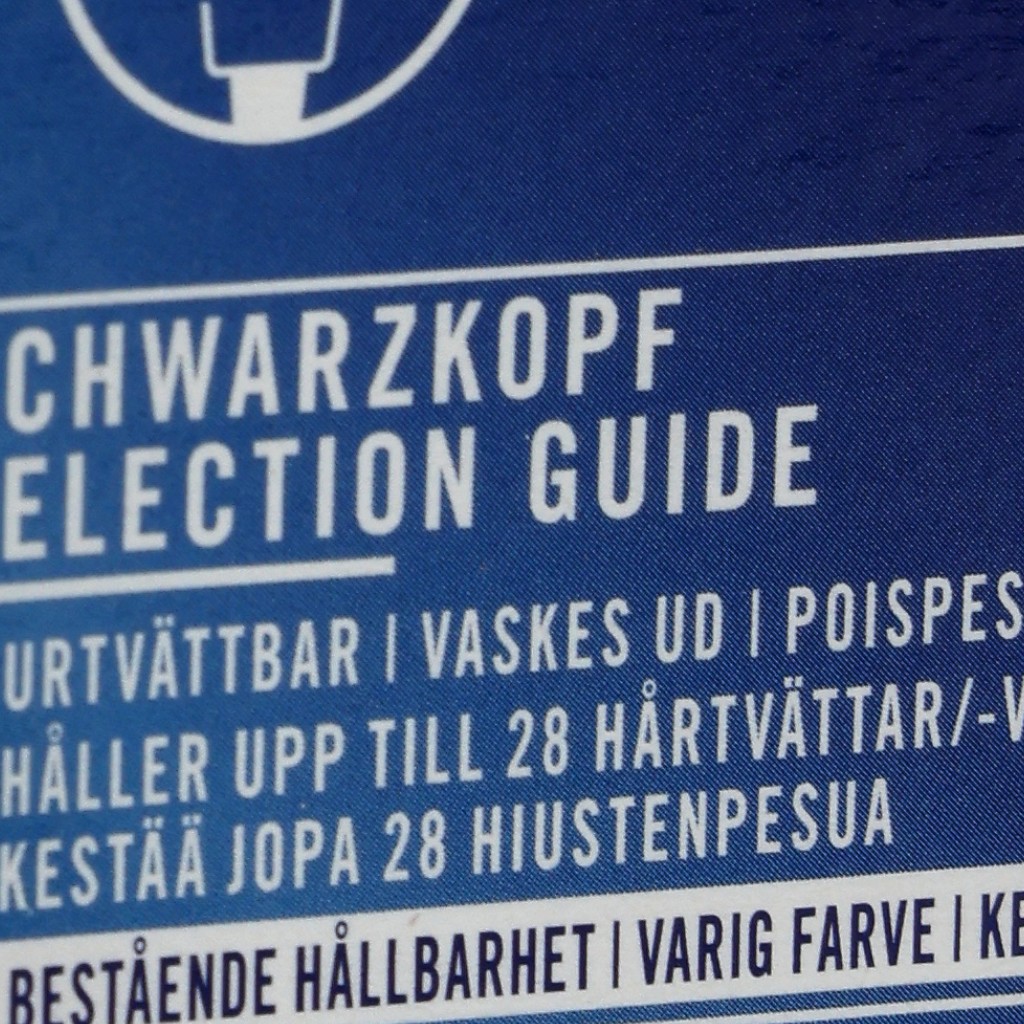 CHWARZKOPF
ELECTION GUIDE
URTVÄTTBAR | VASKES UD | POISPES
HÅLLER UPP TILL 28 HÅRTVÄTTAR/-V
KESTÄÄ JOPA 28 HIUSTENPESUA
BESTÅENDE HÅLLBARHET | VARIG FARVE | KE